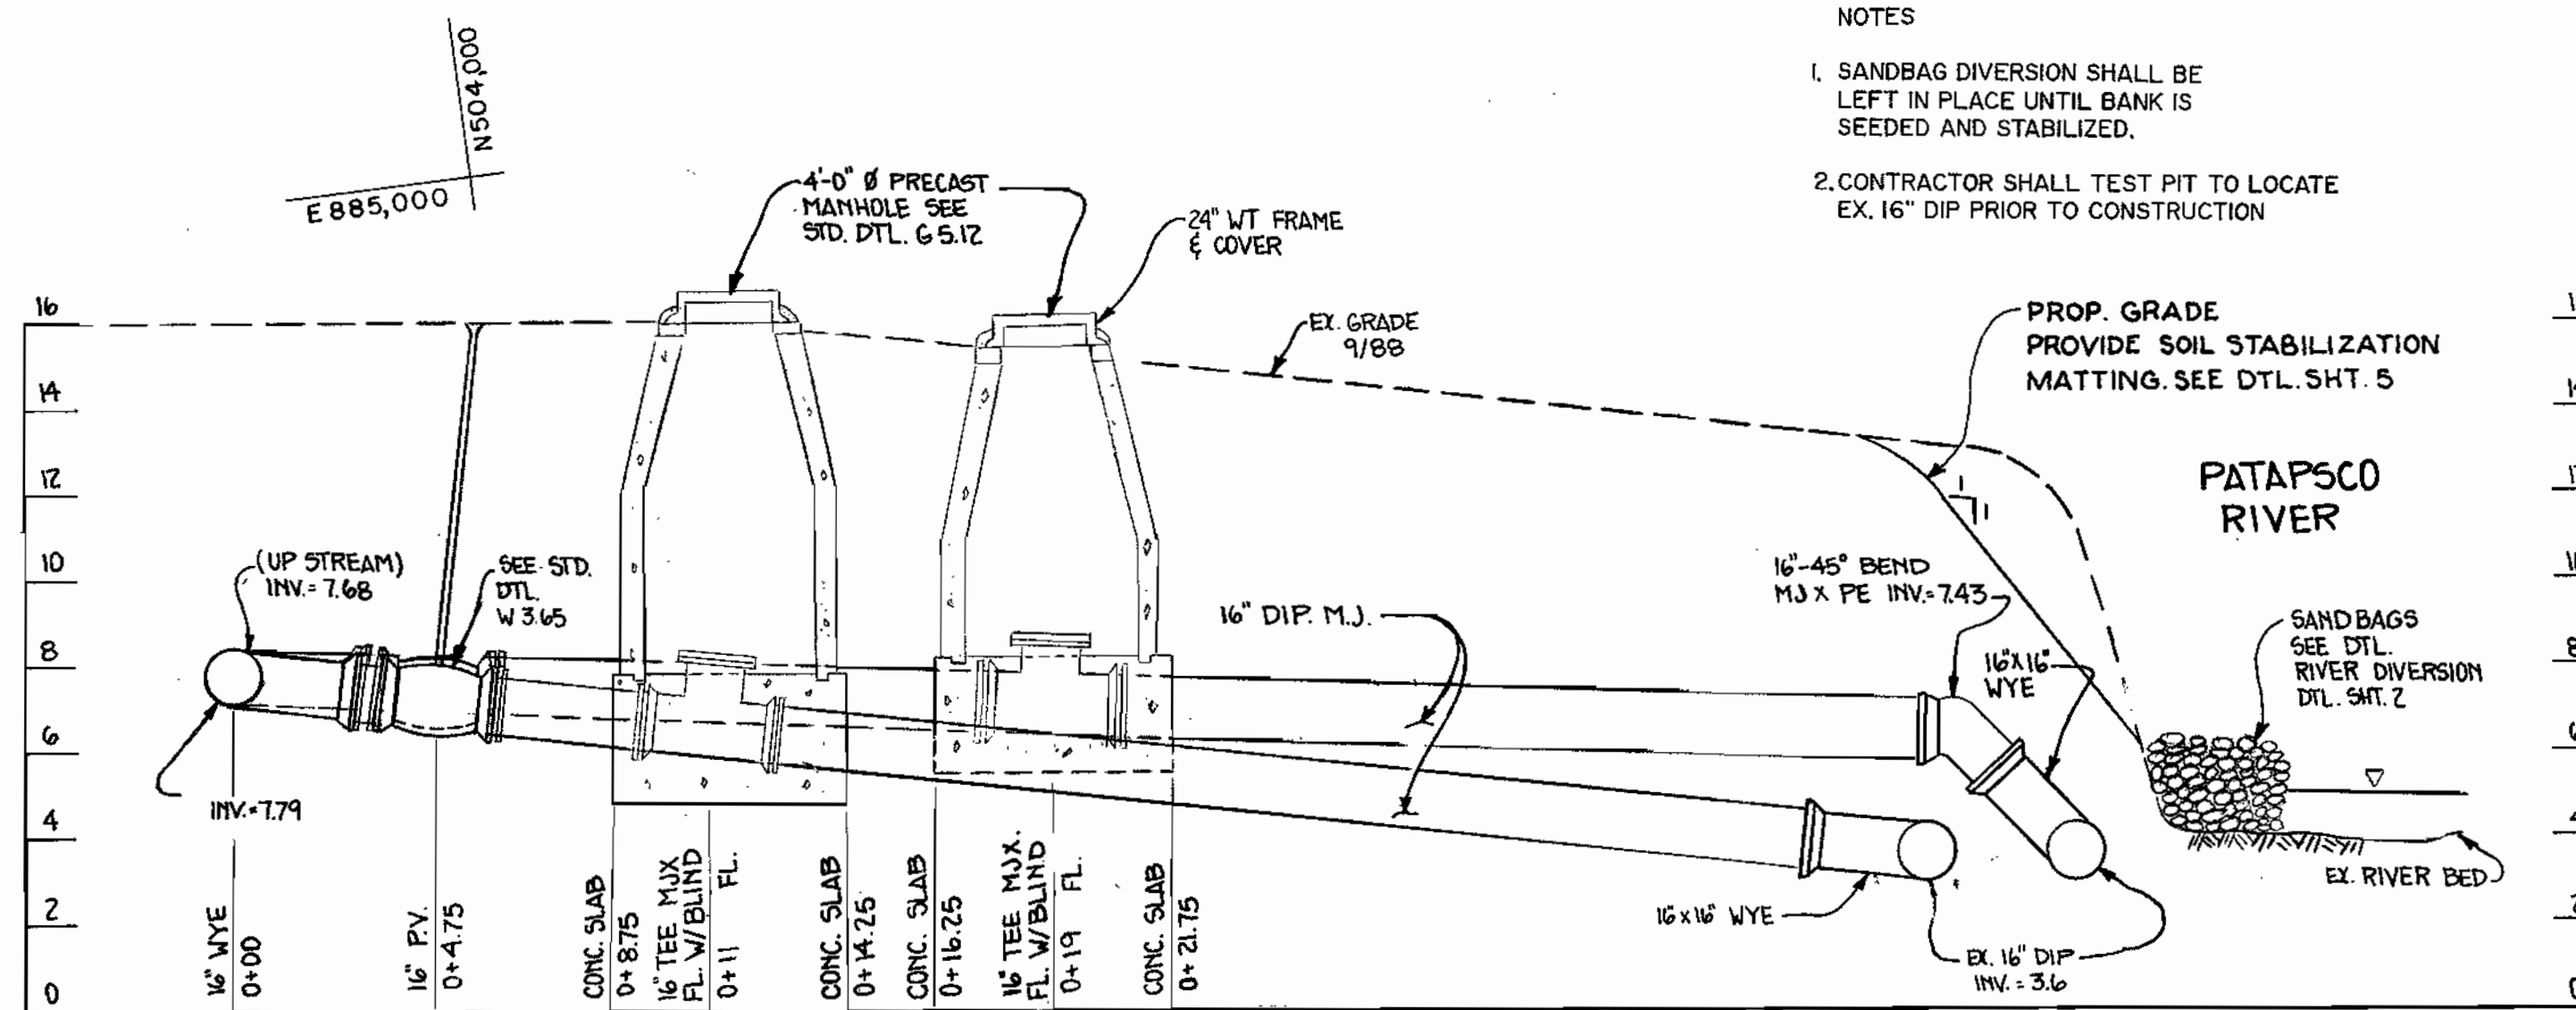 NOTES
1. SANDBAG DIVERSION SHALL BE
LEFT IN PLACE UNTIL BANK IS
SEEDED AND STABILIZED.
2. CONTRACTOR SHALL TEST PIT TO LOCATE
EX. 16" DIP PRIOR TO CONSTRUCTION
N504,000
E885,000
4'-0" Ø PRECAST
MANHOLE SEE
STD. DTL. G 5.12
24" WT FRAME
& COVER
EX. GRADE
9/88
PROP. GRADE
PROVIDE SOIL STABILIZATION
MATTING. SEE DTL. SHT. 5
PATAPSCO
RIVER
1
1
16
14
12
10
8
6
4
2
0
(UP STREAM)
INV.= 7.68
SEE STD.
DTL.
W 3.65
INV.=7.79
16" DIP. M.J.
16"-45° BEND
MJ X PE INV.=7.43
16"X16"
WYE
SANDBAGS
SEE DTL.
RIVER DIVERSION
DTL. SHT. 2
16"x16" WYE
EX. 16" DIP
INV. = 3.6
EX. RIVER BED
16" WYE
0+00
16" P.V.
0+4.75
CONC. SLAB
0+8.75
16" TEE MJX
FL. W/BLIND FL.
0+11
CONC. SLAB
0+14.25
CONC. SLAB
0+16.25
16" TEE MJX.
FL. W/BLIND FL.
0+19
CONC. SLAB
0+21.75
8